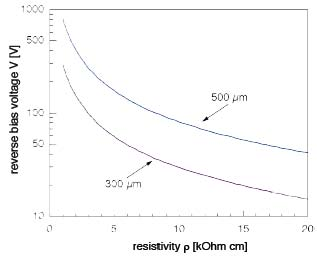 1000
500
100
50
10
reverse bias voltage V [V]
500 μm
300 μm
0 5 10 15 20
resistivity ρ [kOhm cm]